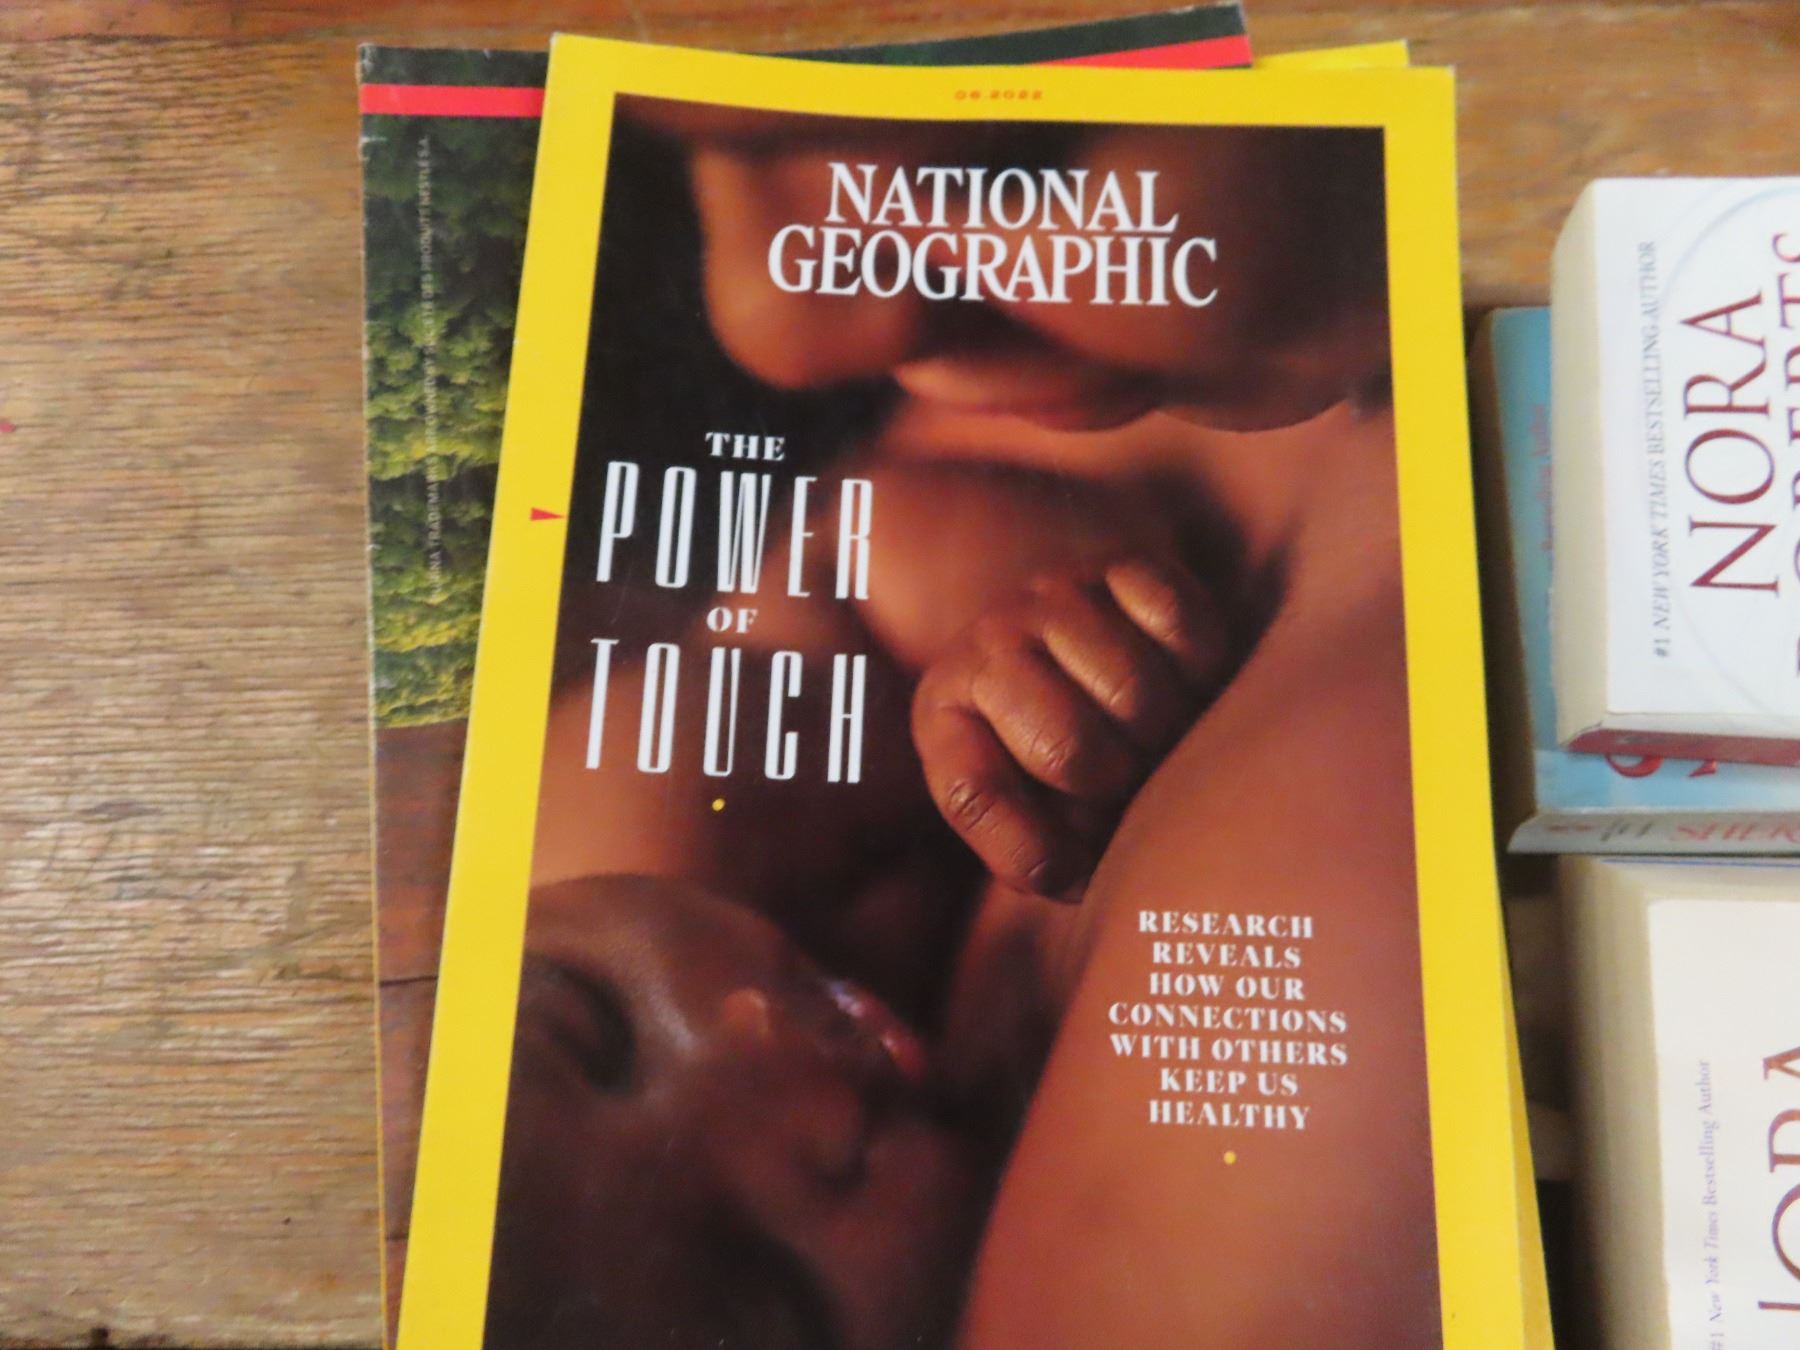 06.2022
NATIONAL
GEOGRAPHIC
THE
POWER
OF
TOUCH
RESEARCH
REVEALS
HOW OUR
CONNECTIONS
WITH OTHERS
KEEP US
HEALTHY
#1 NEW YORK TIMES BESTSELLING AUTHOR
NORA
ROBERTS
#1 New York Times Bestselling Author